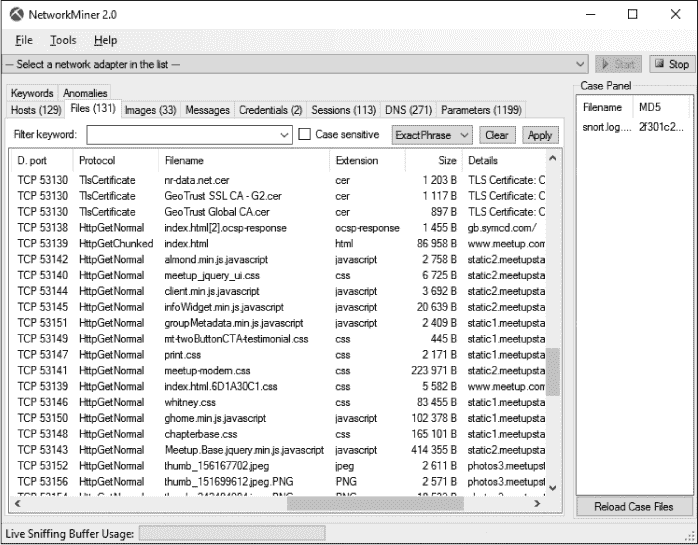 NetworkMiner 2.0
File Tools Help
--- Select a network adapter in the list ---
Start Stop
Keywords Anomalies
Hosts (129) Files (131) Images (33) Messages Credentials (2) Sessions (113) DNS (271) Parameters (1199)
Filter keyword: Case sensitive ExactPhrase Clear Apply
D. port Protocol Filename Extension Size Details
TCP 53130 TlsCertificate nr-data.net.cer cer 1 203 B TLS Certificate: C
TCP 53130 TlsCertificate GeoTrust SSL CA - G2.cer cer 1 117 B TLS Certificate: C
TCP 53130 TlsCertificate GeoTrust Global CA.cer cer 897 B TLS Certificate: C
TCP 53138 HttpGetNormal index.html[2].ocsp-response ocsp-response 1 455 B gb.symcd.com/
TCP 53139 HttpGetChunked index.html html 86 958 B www.meetup.com
TCP 53142 HttpGetNormal almond.min.js.javascript javascript 2 758 B static2.meetupsta
TCP 53140 HttpGetNormal meetup_jquery_ui.css css 6 725 B static2.meetupsta
TCP 53144 HttpGetNormal client.min.js.javascript javascript 3 692 B static2.meetupsta
TCP 53145 HttpGetNormal infoWidget.min.js.javascript javascript 20 639 B static2.meetupsta
TCP 53151 HttpGetNormal groupMetadata.min.js.javascript javascript 2 409 B static1.meetupsta
TCP 53149 HttpGetNormal mt-twoButtonCTA-testimonial.css css 445 B static1.meetupsta
TCP 53147 HttpGetNormal print.css css 2 171 B static1.meetupsta
TCP 53141 HttpGetNormal meetup-modern.css css 223 971 B static2.meetupsta
TCP 53139 HttpGetNormal index.html.6D1A30C1.css css 5 582 B www.meetup.com
TCP 53146 HttpGetNormal whitney.css css 83 455 B static1.meetupsta
TCP 53150 HttpGetNormal ghome.min.js.javascript javascript 102 378 B static1.meetupsta
TCP 53148 HttpGetNormal chapterbase.css css 165 101 B static1.meetupsta
TCP 53143 HttpGetNormal Meetup.Base.jquery.min.js.javascript javascript 414 355 B static2.meetupsta
TCP 53152 HttpGetNormal thumb_156167702.jpeg jpeg 2 611 B photos3.meetupst
TCP 53156 HttpGetNormal thumb_151699612.jpeg.PNG PNG 2 571 B photos3.meetupst
Case Panel
Filename MD5
snort.log.... 2f301c2...
Reload Case Files
Live Sniffing Buffer Usage: